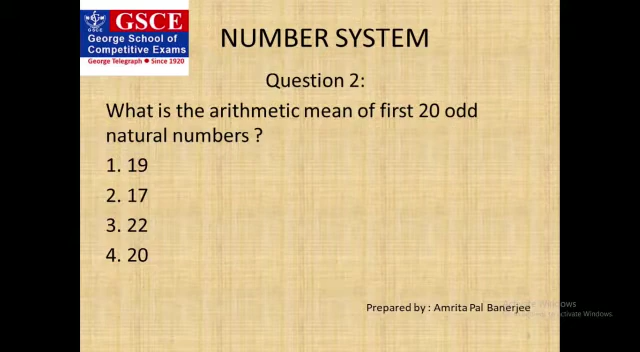 GSCE
George School of
Competitive Exams
George Telegraph ● Since 1920
NUMBER SYSTEM
Question 2:
What is the arithmetic mean of first 20 odd
natural numbers ?
1. 19
2. 17
3. 22
4. 20
Prepared by : Amrita Pal Banerjee